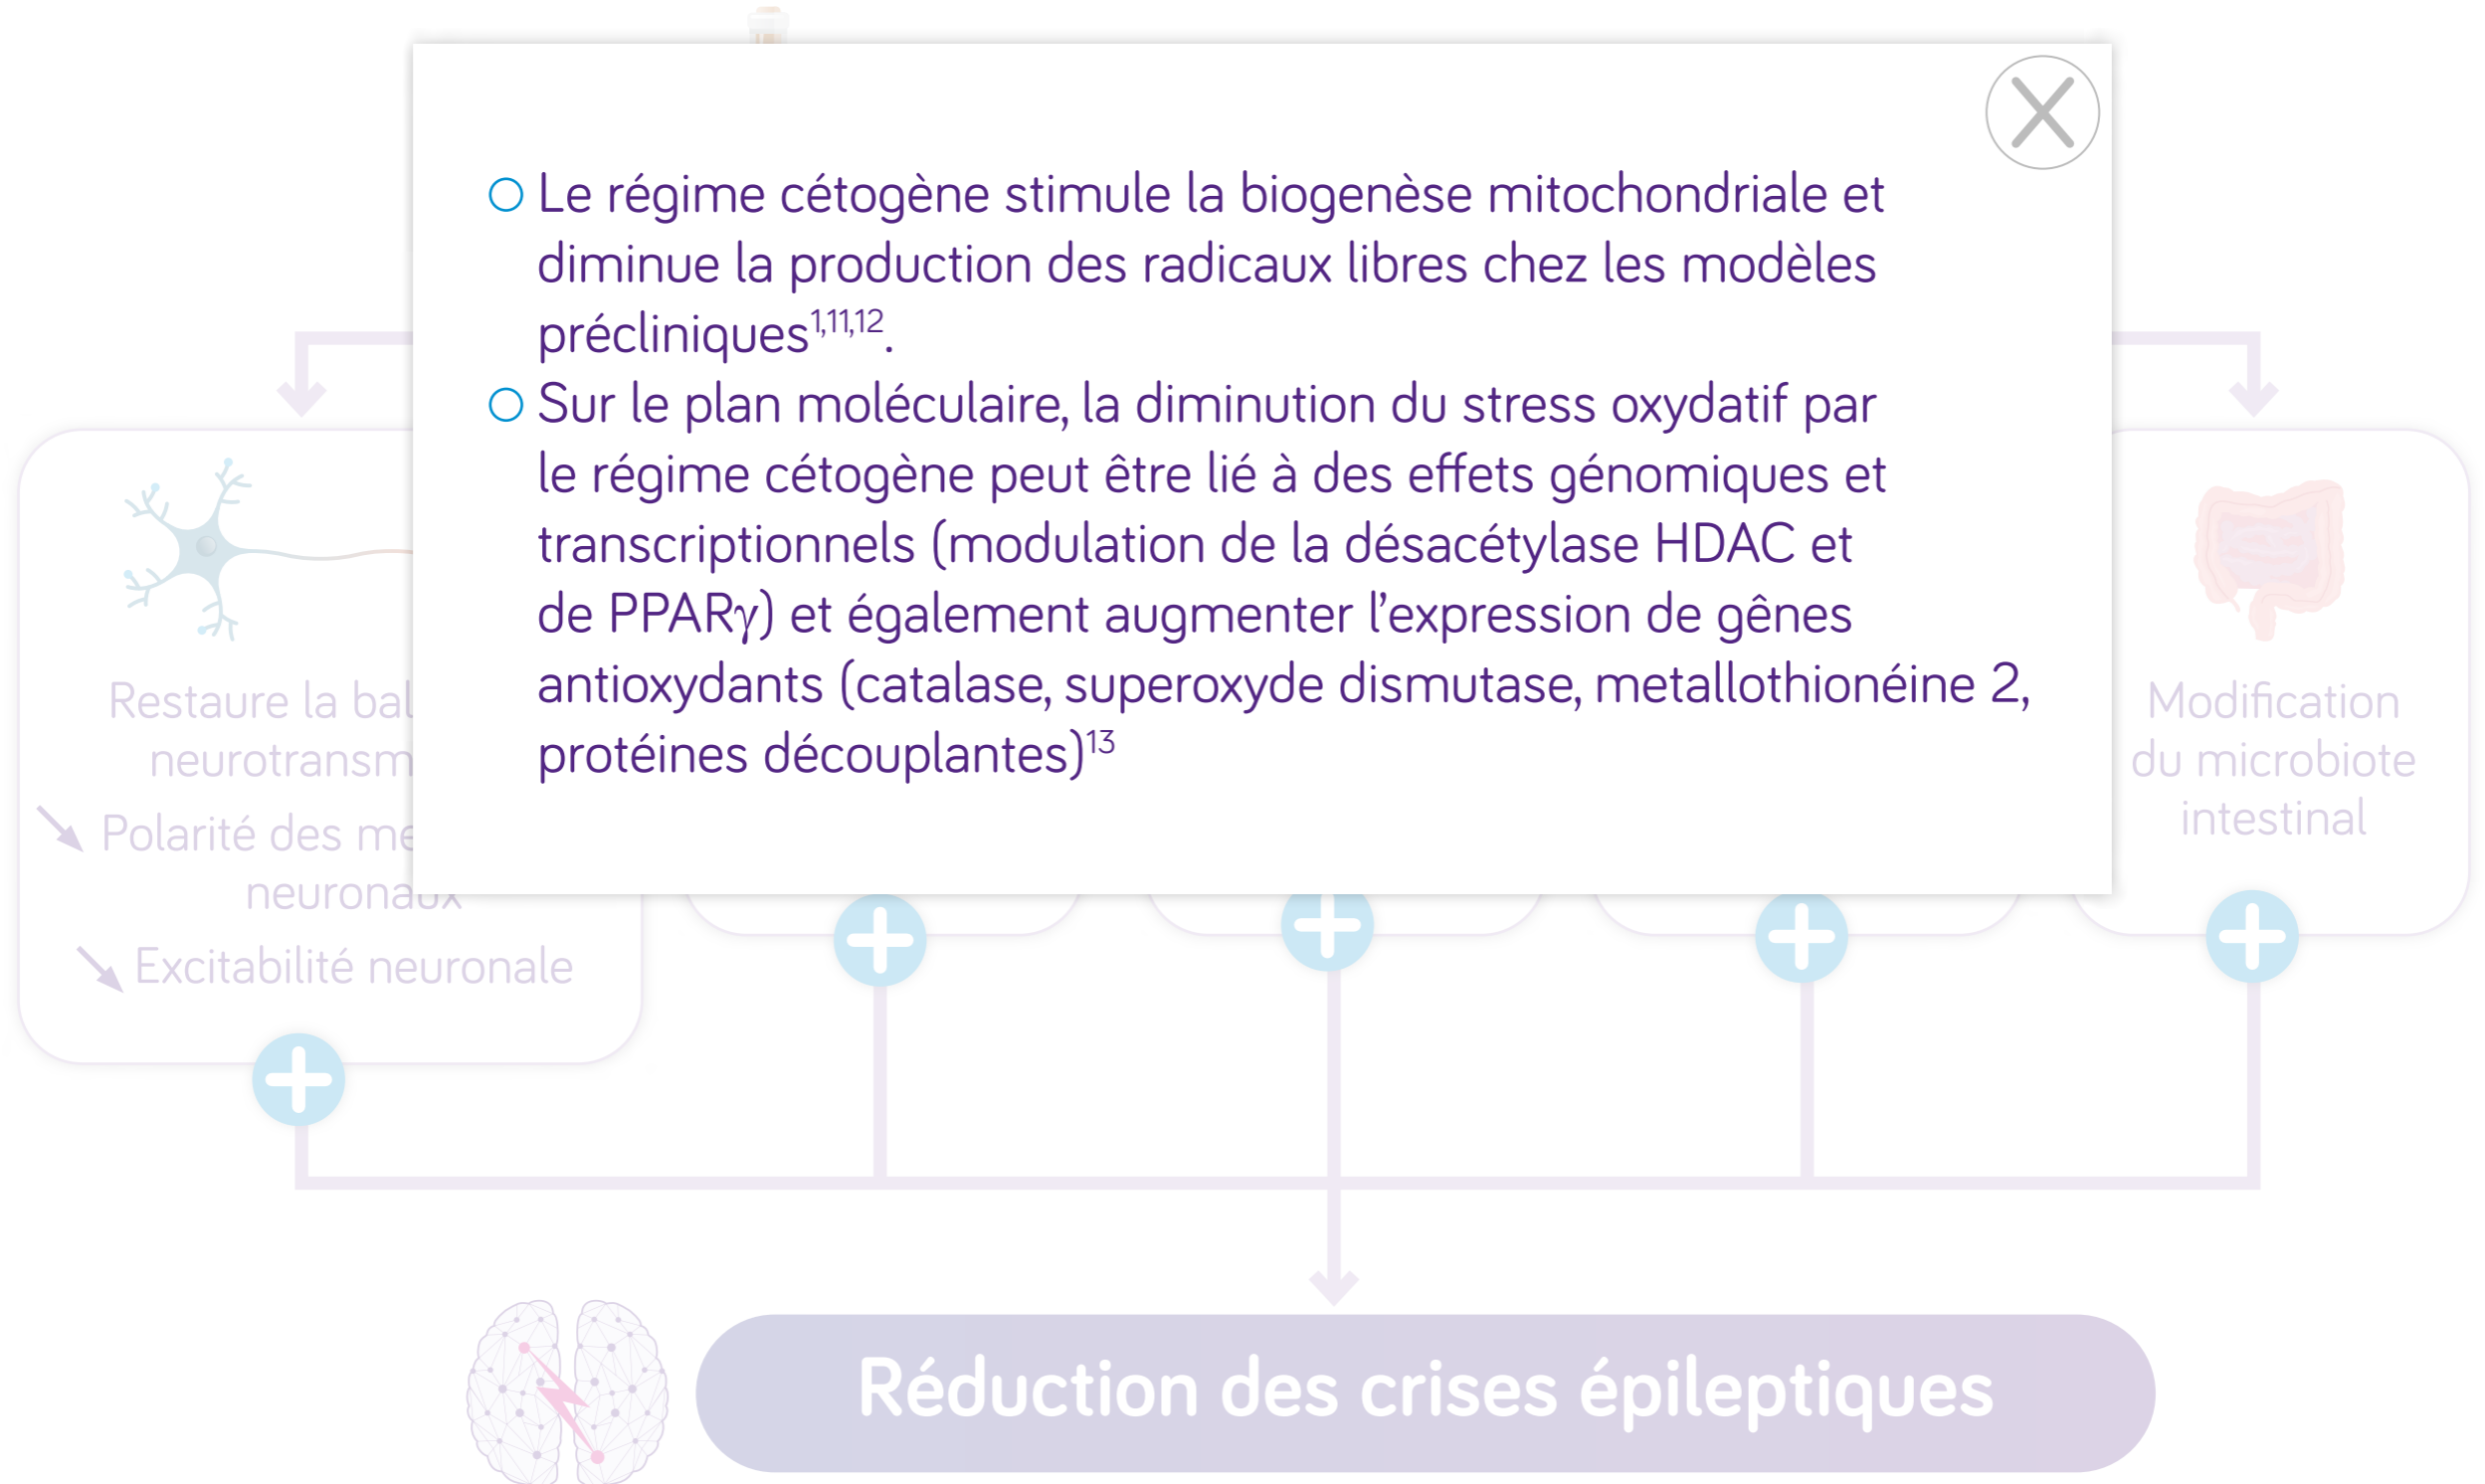 Le régime cétogène stimule la biogenèse mitochondriale et
diminue la production des radicaux libres chez les modèles
précliniques1,11,12.
Sur le plan moléculaire, la diminution du stress oxydatif par
le régime cétogène peut être lié à des effets génomiques et
transcriptionnels (modulation de la désacétylase HDAC et
de PPARγ) et également augmenter l’expression de gênes
antioxydants (catalase, superoxyde dismutase, metallothionéine 2,
protéines découplantes)13
Restaure la
Polarité des
neuronaux
Excitabilité neuronale
Modification
du microbiote
intestinal
Réduction des crises épileptiques